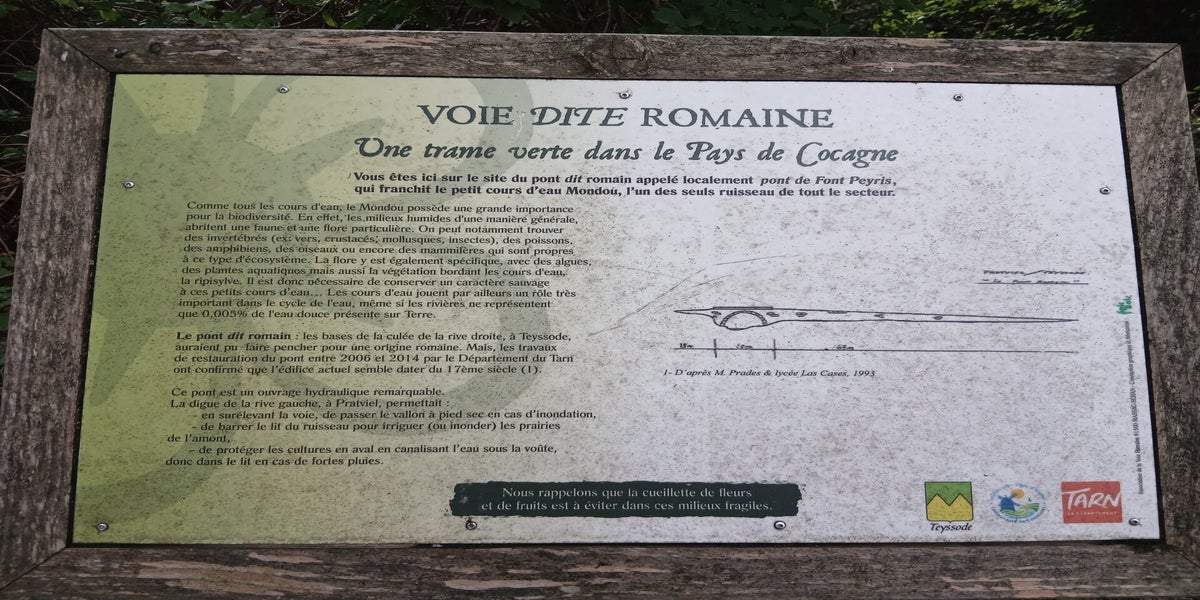 VOIE DITE ROMAINE
Une trame verte dans le Pays de Cocagne
Vous êtes ici sur le site du pont dit romain appelé localement pont de Font Peyris,
qui franchit le petit cours d'eau Mondou, l'un des seuls ruisseau de tout le secteur.
Comme tous les cours d'eau, le Mondou possède une grande importance
pour la biodiversité. En effet, les milieux humides d'une manière générale,
abritent une faune et une flore particulière. On peut notamment trouver
des invertébrés (ex: vers, crustacés, mollusques, insectes), des poissons,
des amphibiens, des oiseaux ou encore des mammifères qui sont propres
à ce type d'écosystème. La flore y est également spécifique, avec des algues,
des plantes aquatiques mais aussi la végétation bordant les cours d'eau,
la ripisylve. Il est donc nécessaire de conserver un caractère sauvage
à ces petits cours d'eau... Les cours d'eau jouent par ailleurs un rôle très
important dans le cycle de l'eau, même si les rivières ne représentent
que 0,005% de l'eau douce présente sur Terre.
Le pont dit romain : les bases de la culée de la rive droite, à Teyssode,
auraient pu faire pencher pour une origine romaine. Mais, les travaux
de restauration du pont entre 2006 et 2014 par le Département du Tarn
ont confirmé que l'édifice actuel semble dater du 17ème siècle (1).
Ce pont est un ouvrage hydraulique remarquable.
La digue de la rive gauche, à Pratviel, permettait :
- en surélevant la voie, de passer le vallon à pied sec en cas d'inondation,
- de barrer le lit du ruisseau pour irriguer (ou inonder) les prairies
de l'amont,
- de protéger les cultures en aval en canalisant l'eau sous la voûte,
donc dans le lit en cas de fortes pluies.
1- D'après M. Prades & lycée Las Cases, 1993
Nous rappelons que la cueillette de fleurs
et de fruits est à éviter dans ces milieux fragiles.
Teyssode
TARN
LE DÉPARTEMENT